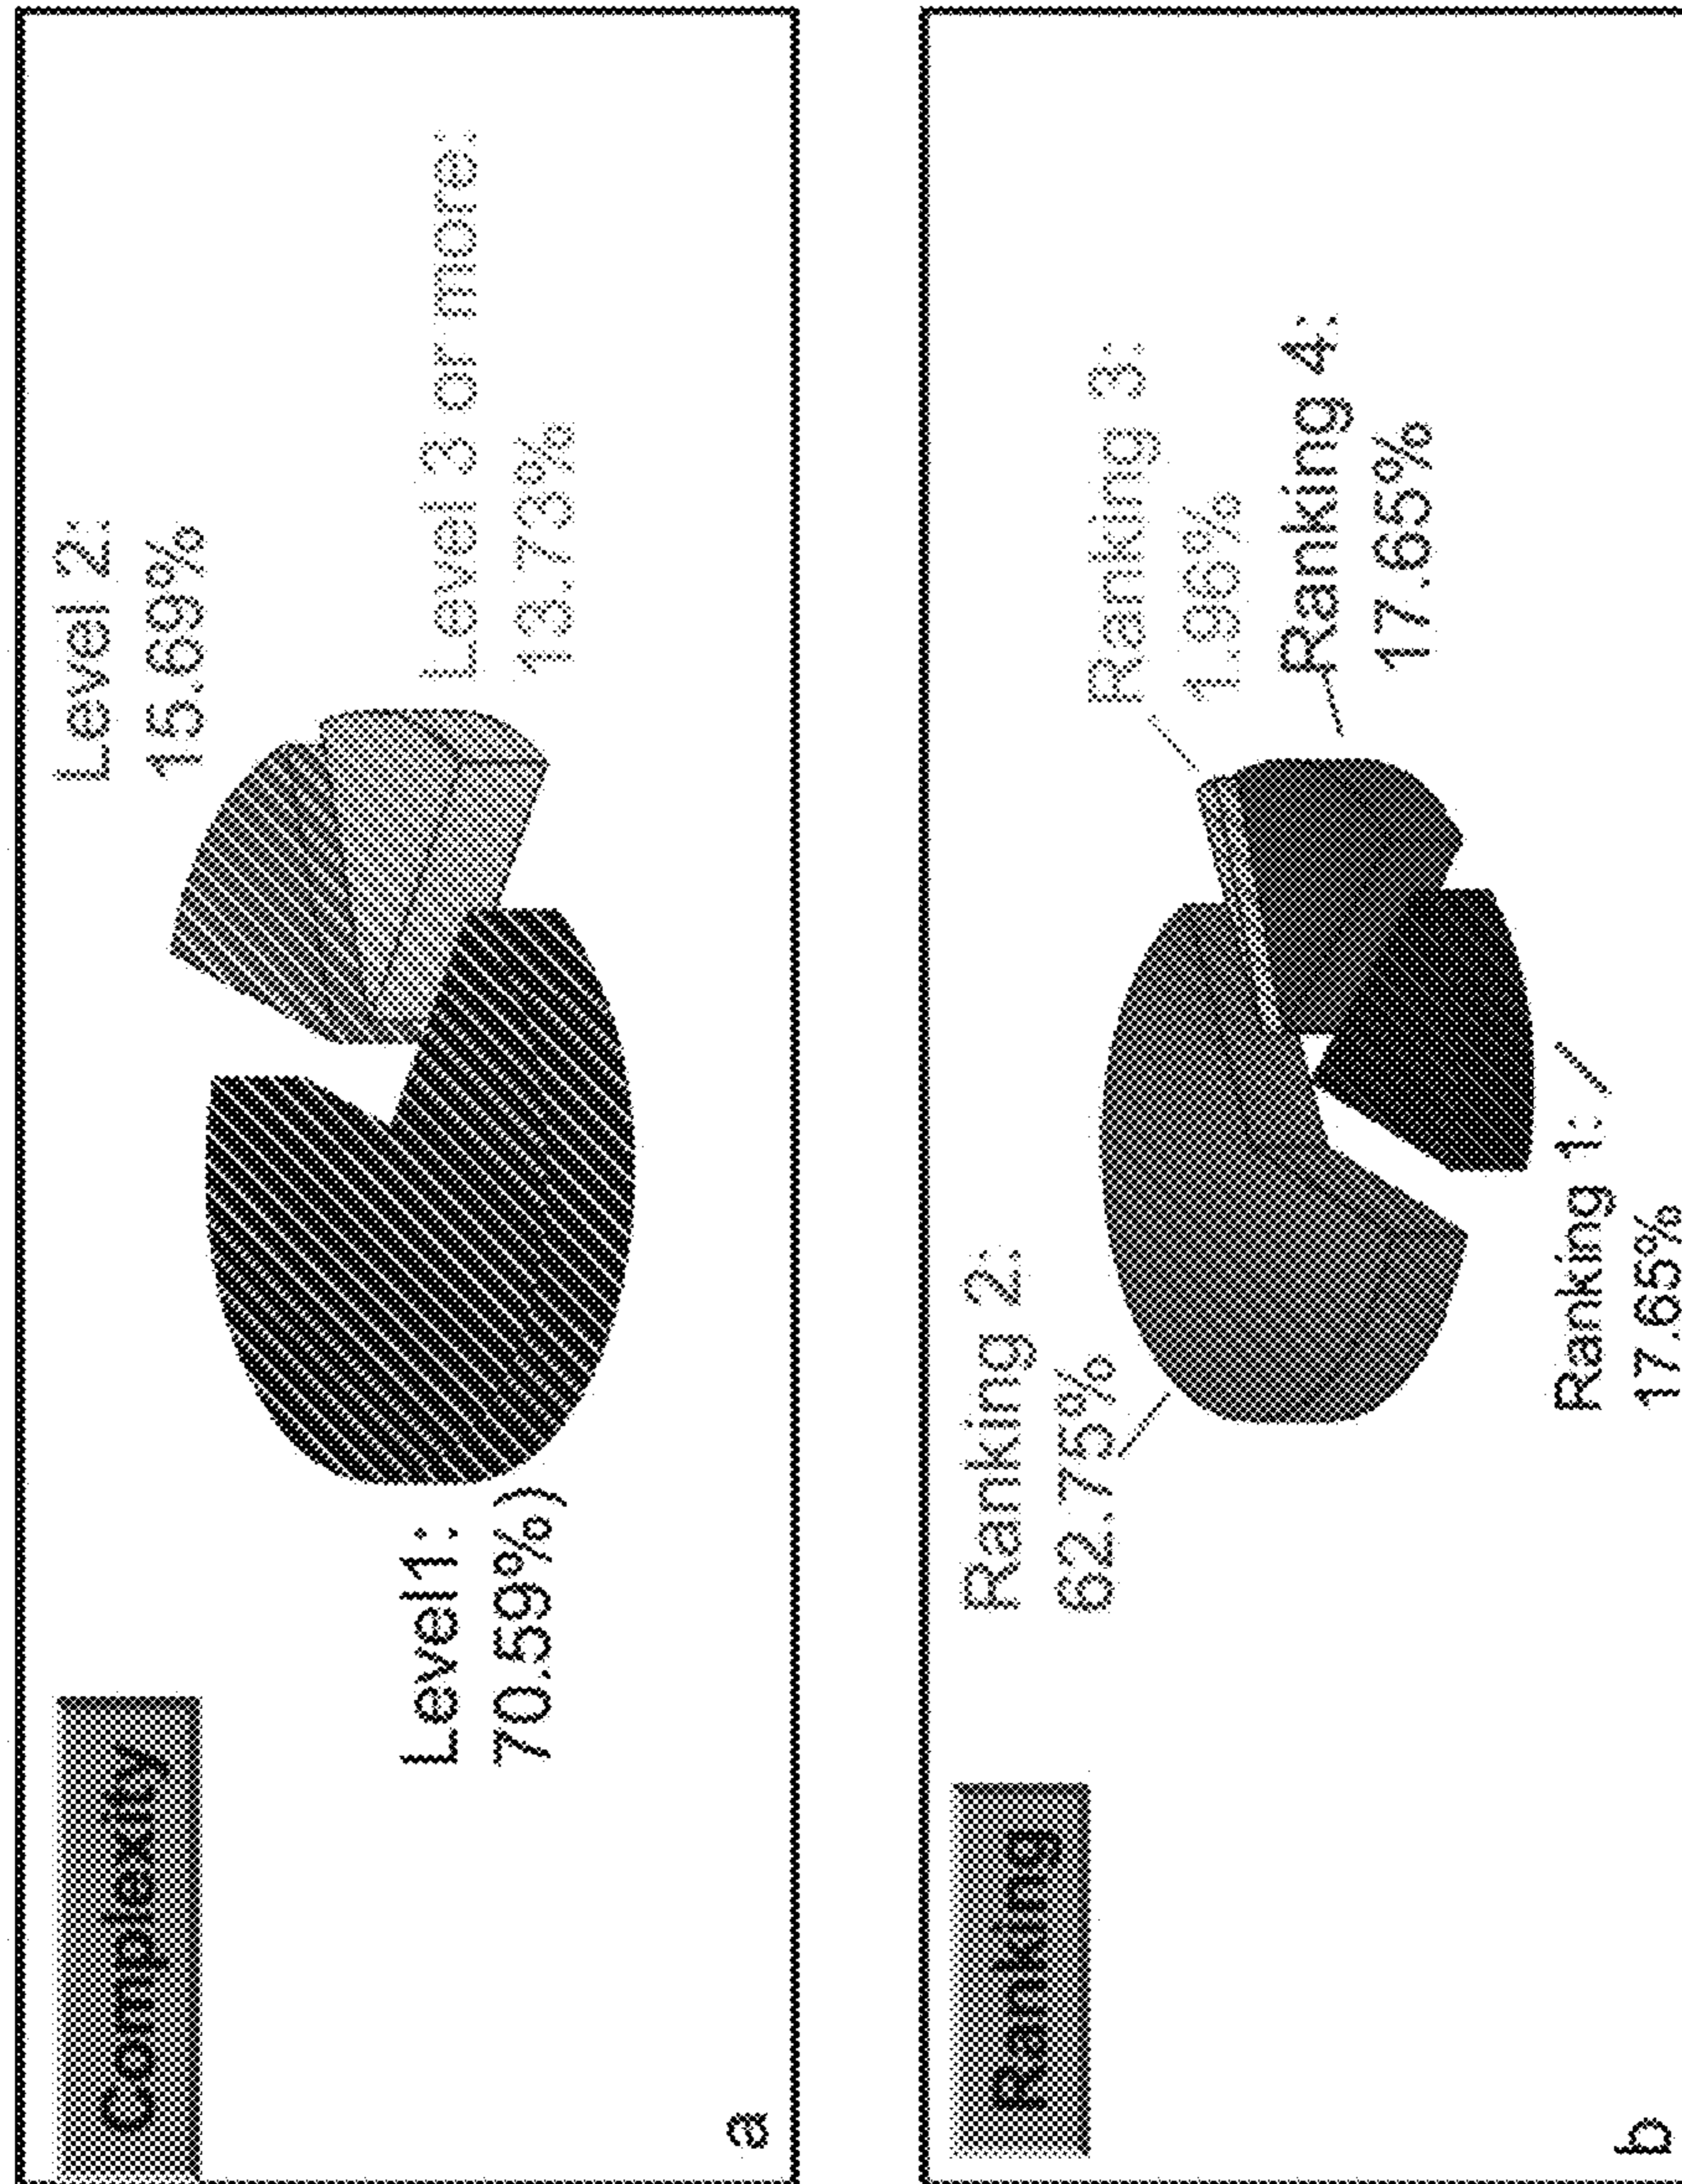 Complexity
Level 2:
15.69%
Level 3 or more:
13.73%
Level1:
70.59%)
a
Ranking
Ranking 3:
1.96%
Ranking 4:
17.65%
Ranking 2:
62.75%
Ranking 1:
17.65%
b